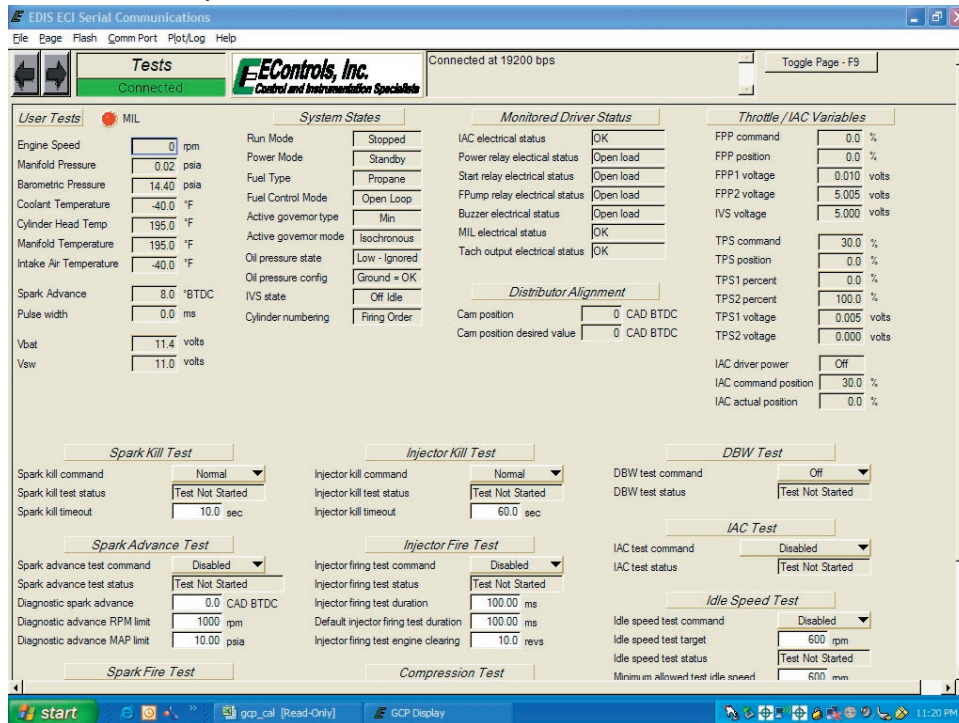 EDIS ECI Serial Communications
File Page Flash Comm Port Plot/Log Help
Tests
Connected
EControls, Inc.
Control and Instrumentation Specialists
Connected at 19200 bps
Toggle Page - F9
User Tests MIL
Engine Speed 0 rpm
Manifold Pressure 0.02 psia
Barometric Pressure 14.40 psia
Coolant Temperature -40.0 °F
Cylinder Head Temp 195.0 °F
Manifold Temperature 195.0 °F
Intake Air Temperature -40.0 °F
Spark Advance 8.0 °BTDC
Pulse width 0.0 ms
Vbat 11.4 volts
Vsw 11.0 volts
System States
Run Mode Stopped
Power Mode Standby
Fuel Type Propane
Fuel Control Mode Open Loop
Active governor type Min
Active governor mode Isochronous
Oil pressure state Low - Ignored
Oil pressure config Ground = OK
IVS state Off Idle
Cylinder numbering Firing Order
Monitored Driver Status
IAC electrical status OK
Power relay electical status Open load
Start relay electrical status Open load
FPump relay electrical status Open load
Buzzer electrical status Open load
MIL electrical status OK
Tach output electrical status OK
Distributor Alignment
Cam position 0 CAD BTDC
Cam position desired value 0 CAD BTDC
Throttle / IAC Variables
FPP command 0.0 %
FPP position 0.0 %
FPP1 voltage 0.010 volts
FPP2 voltage 5.005 volts
IVS voltage 5.000 volts
TPS command 30.0 %
TPS position 0.0 %
TPS1 percent 0.0 %
TPS2 percent 100.0 %
TPS1 voltage 0.005 volts
TPS2 voltage 0.000 volts
IAC driver power Off
IAC command position 30.0 %
IAC actual position 0.0 %
Spark Kill Test
Spark kill command Normal
Spark kill test status Test Not Started
Spark kill timeout 10.0 sec
Injector Kill Test
Injector kill command Normal
Injector kill test status Test Not Started
Injector kill timeout 60.0 sec
DBW Test
DBW test command Off
DBW test status Test Not Started
Spark Advance Test
Spark advance test command Disabled
Spark advance test status Test Not Started
Diagnostic spark advance 0.0 CAD BTDC
Diagnostic advance RPM limit 1000 rpm
Diagnostic advance MAP limit 10.00 psia
Injector Fire Test
Injector firing test command Disabled
Injector firing test status Test Not Started
Injector firing test duration 100.00 ms
Default injector firing test duration 100.00 ms
Injector firing test engine clearing 10.0 revs
IAC Test
IAC test command Disabled
IAC test status Test Not Started
Idle Speed Test
Idle speed test command Disabled
Idle speed test target 600 rpm
Idle speed test status Test Not Started
Minimum allowed test idle speed 600 rpm
Spark Fire Test
Compression Test
start
gcp_cal [Read-Only]
GCP Display
11:20 PM